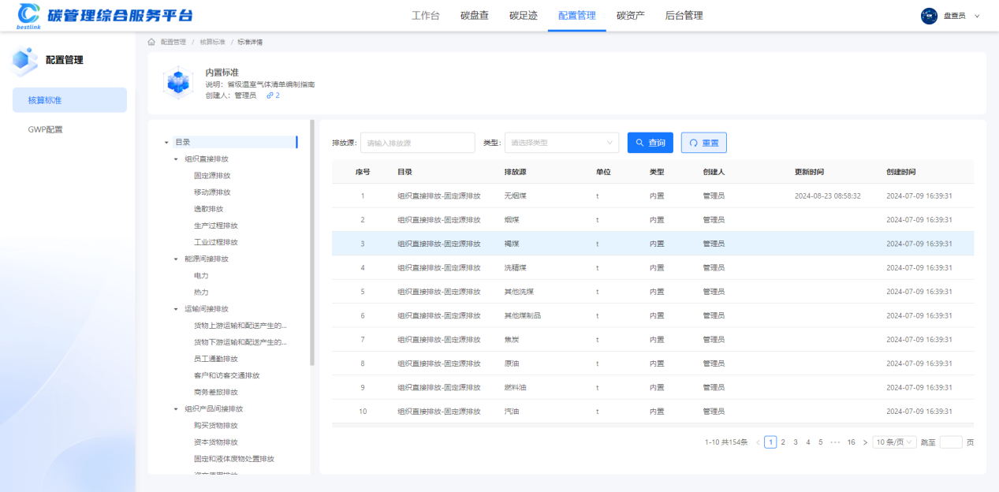 碳管理综合服务平台
bestlink
工作台 碳盘查 碳足迹 配置管理 碳资产 后台管理
盘查员
配置管理
核算标准
GWP配置
配置管理 / 核算标准 / 标准详情
内置标准
说明：省级温室气体清单编制指南
创建人：管理员 2
目录
组织直接排放
固定源排放
移动源排放
逸散排放
生产过程排放
工业过程排放
能源间接排放
电力
热力
运输间接排放
货物上游运输和配送产生的...
货物下游运输和配送产生的...
员工通勤排放
客户和访客交通排放
商务差旅排放
组织产品间接排放
购买货物排放
资本货物排放
固定和液体废物处置排放
排放源： 请输入排放源 类型： 请选择类型 查询 重置
序号 目录 排放源 单位 类型 创建人 更新时间 创建时间
1 组织直接排放-固定源排放 无烟煤 t 内置 管理员 2024-08-23 08:58:32 2024-07-09 16:39:31
2 组织直接排放-固定源排放 烟煤 t 内置 管理员 2024-07-09 16:39:31
3 组织直接排放-固定源排放 褐煤 t 内置 管理员 2024-07-09 16:39:31
4 组织直接排放-固定源排放 洗精煤 t 内置 管理员 2024-07-09 16:39:31
5 组织直接排放-固定源排放 其他洗煤 t 内置 管理员 2024-07-09 16:39:31
6 组织直接排放-固定源排放 其他煤制品 t 内置 管理员 2024-07-09 16:39:31
7 组织直接排放-固定源排放 焦炭 t 内置 管理员 2024-07-09 16:39:31
8 组织直接排放-固定源排放 原油 t 内置 管理员 2024-07-09 16:39:31
9 组织直接排放-固定源排放 燃料油 t 内置 管理员 2024-07-09 16:39:31
10 组织直接排放-固定源排放 汽油 t 内置 管理员 2024-07-09 16:39:31
1-10 共154条 < 1 2 3 4 5 ••• 16 > 10 条/页 跳至 页